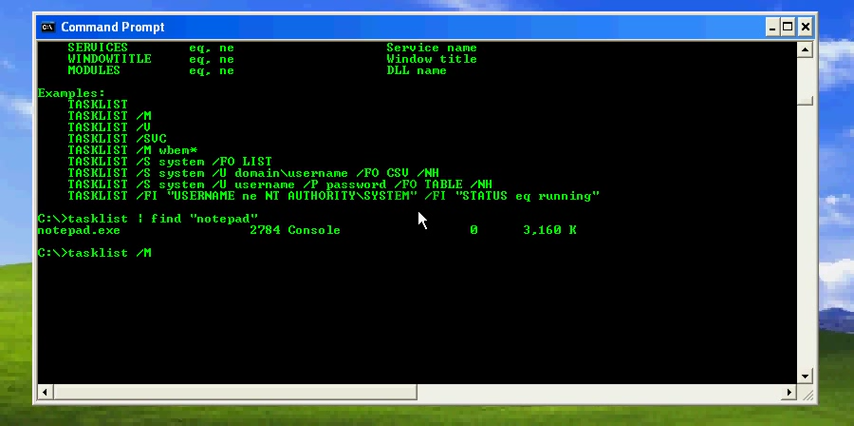 C:\ Command Prompt
SERVICES eq, ne Service name
WINDOWTITLE eq, ne Window title
MODULES eq, ne DLL name
Examples:
TASKLIST
TASKLIST /M
TASKLIST /V
TASKLIST /SVC
TASKLIST /M wbem*
TASKLIST /S system /FO LIST
TASKLIST /S system /U domain\username /FO CSV /NH
TASKLIST /S system /U username /P password /FO TABLE /NH
TASKLIST /FI "USERNAME ne NT AUTHORITY\SYSTEM" /FI "STATUS eq running"
C:\>tasklist | find "notepad"
notepad.exe 2784 Console 0 3,160 K
C:\>tasklist /M